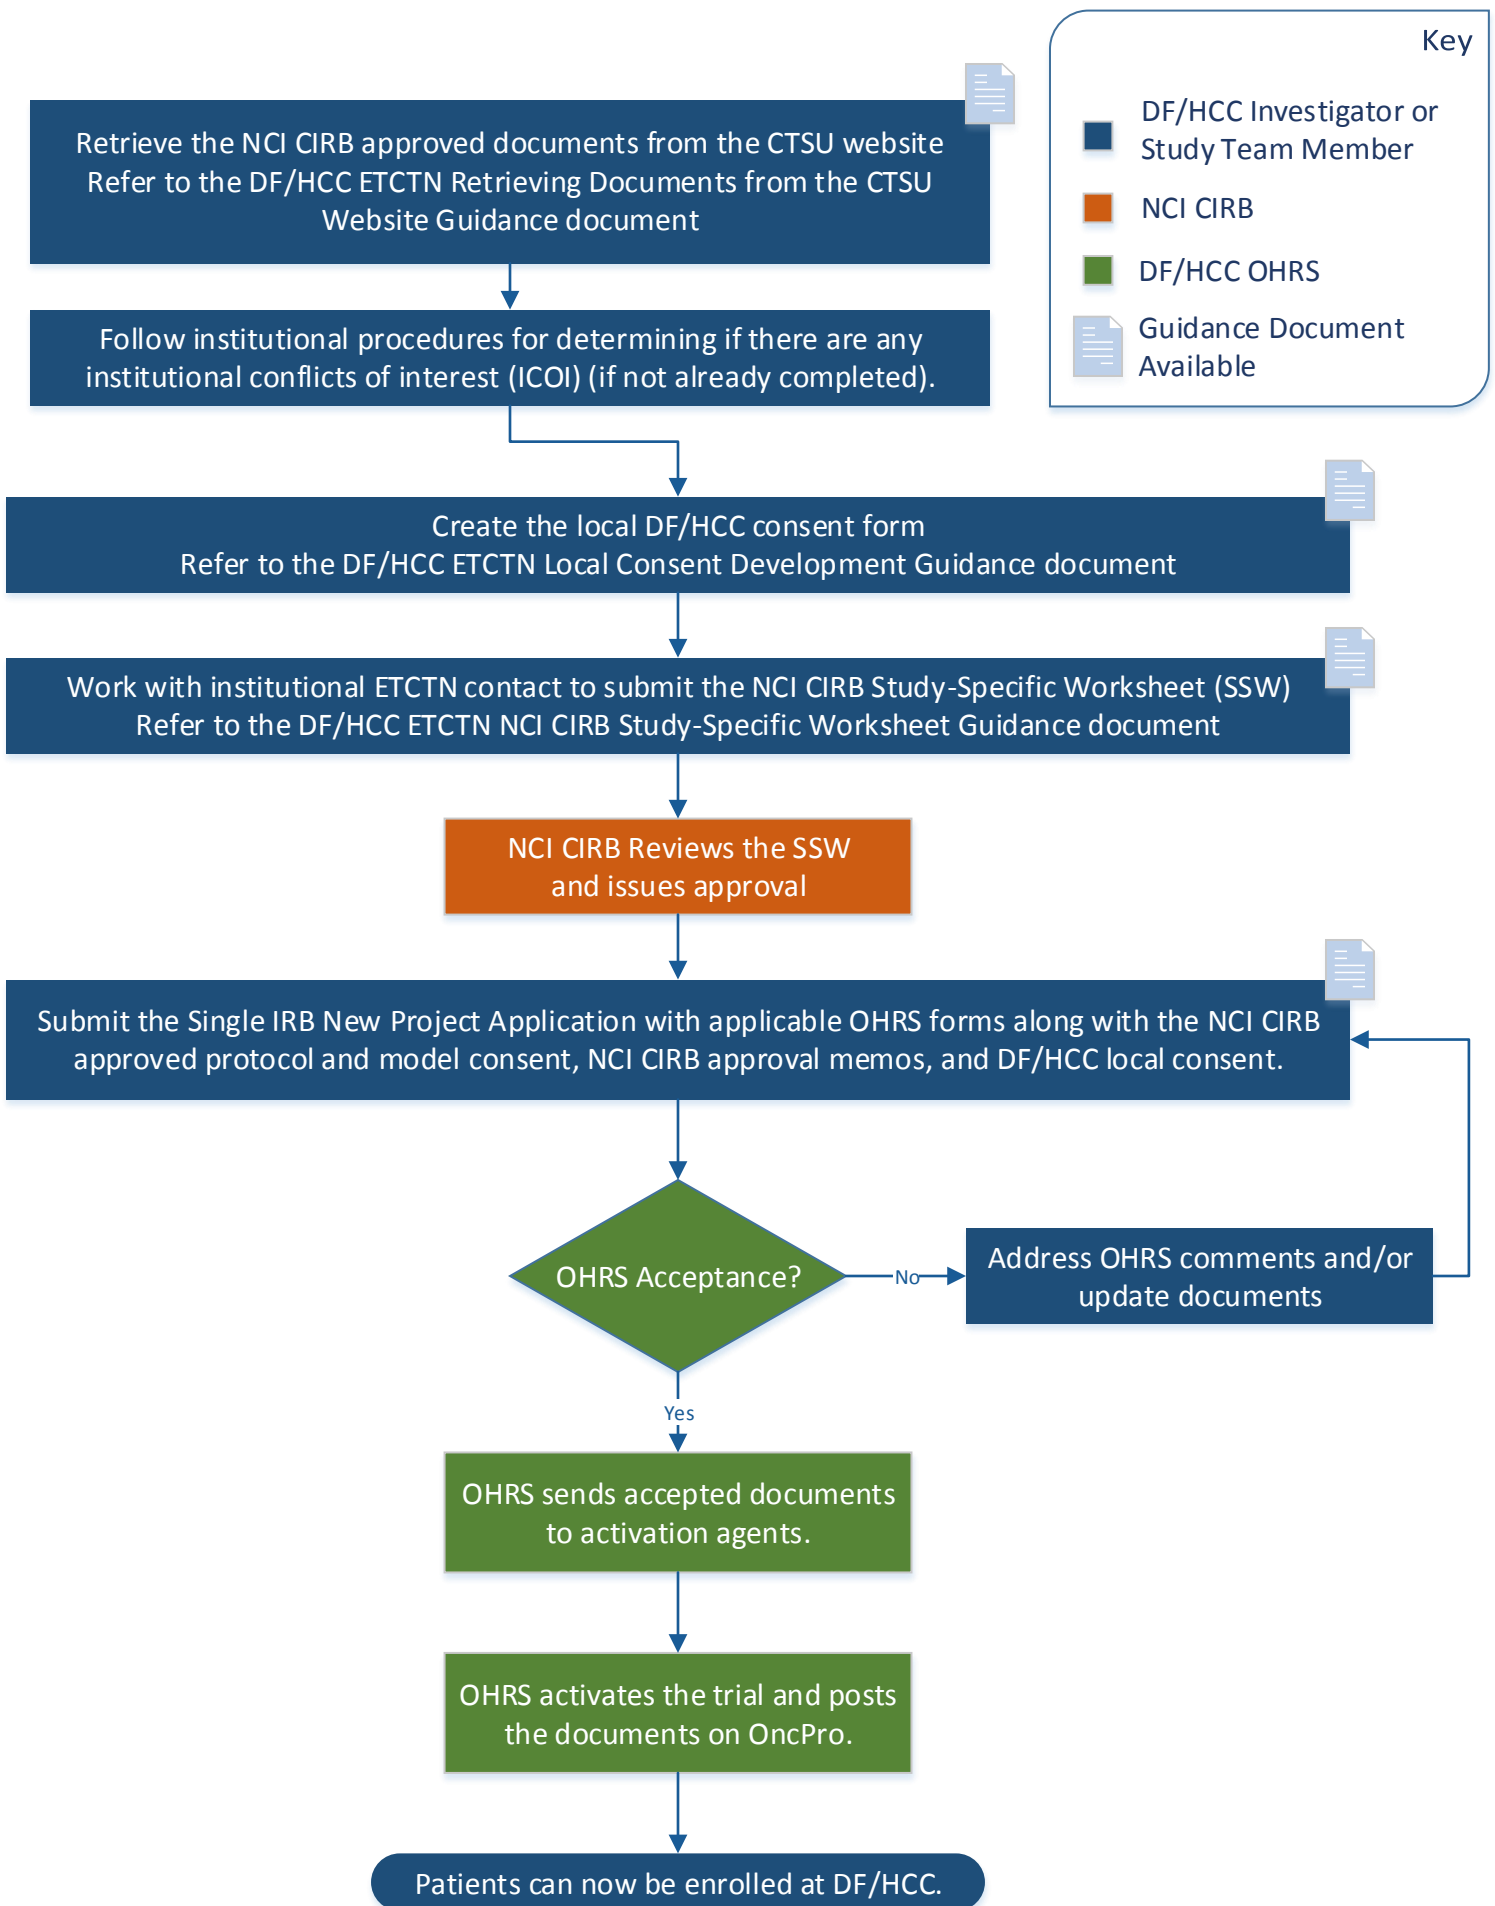 Key
DF/HCC Investigator or
Study Team Member
NCI CIRB
DF/HCC OHRS
Guidance Document
Available
Retrieve the NCI CIRB approved documents from the CTSU website
Refer to the DF/HCC ETCTN Retrieving Documents from the CTSU
Website Guidance document
Follow institutional procedures for determining if there are any
institutional conflicts of interest (ICOI) (if not already completed).
Create the local DF/HCC consent form
Refer to the DF/HCC ETCTN Local Consent Development Guidance document
Work with institutional ETCTN contact to submit the NCI CIRB Study-Specific Worksheet (SSW)
Refer to the DF/HCC ETCTN NCI CIRB Study-Specific Worksheet Guidance document
NCI CIRB Reviews the SSW
and issues approval
Submit the Single IRB New Project Application with applicable OHRS forms along with the NCI CIRB
approved protocol and model consent, NCI CIRB approval memos, and DF/HCC local consent.
OHRS Acceptance?
No
Address OHRS comments and/or
update documents
Yes
OHRS sends accepted documents
to activation agents.
OHRS activates the trial and posts
the documents on OncPro.
Patients can now be enrolled at DF/HCC.